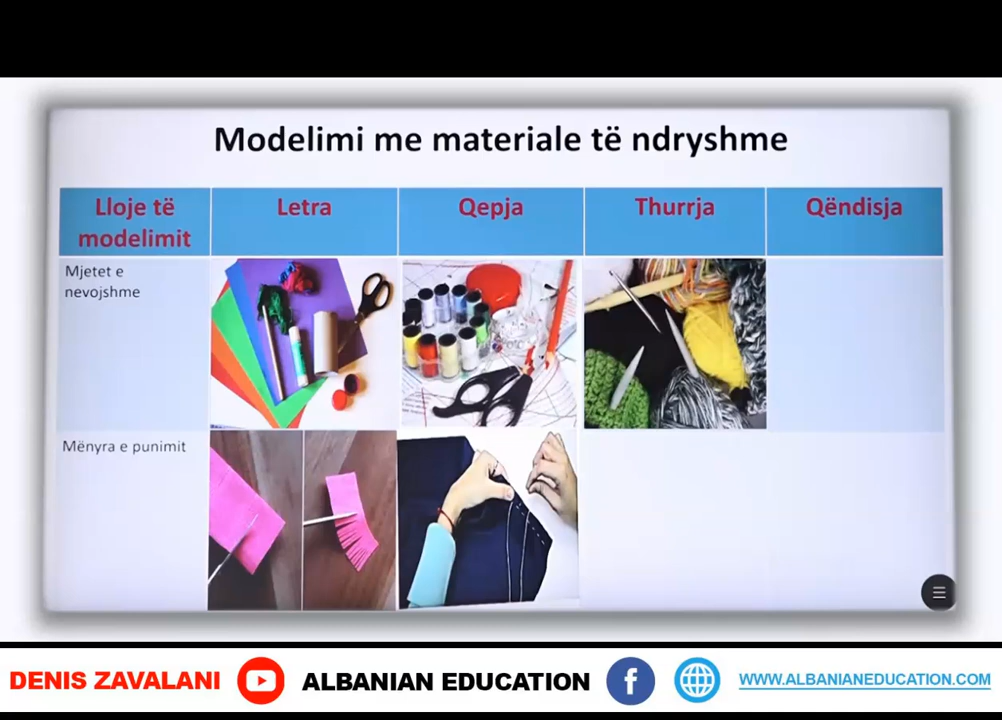 Modelimi me materiale të ndryshme
Lloje të modelimit
Letra
Qepja
Thurrja
Qëndisja
Mjetet e nevojshme
Mënyra e punimit
DENIS ZAVALANI
ALBANIAN EDUCATION
WWW.ALBANIANEDUCATION.COM